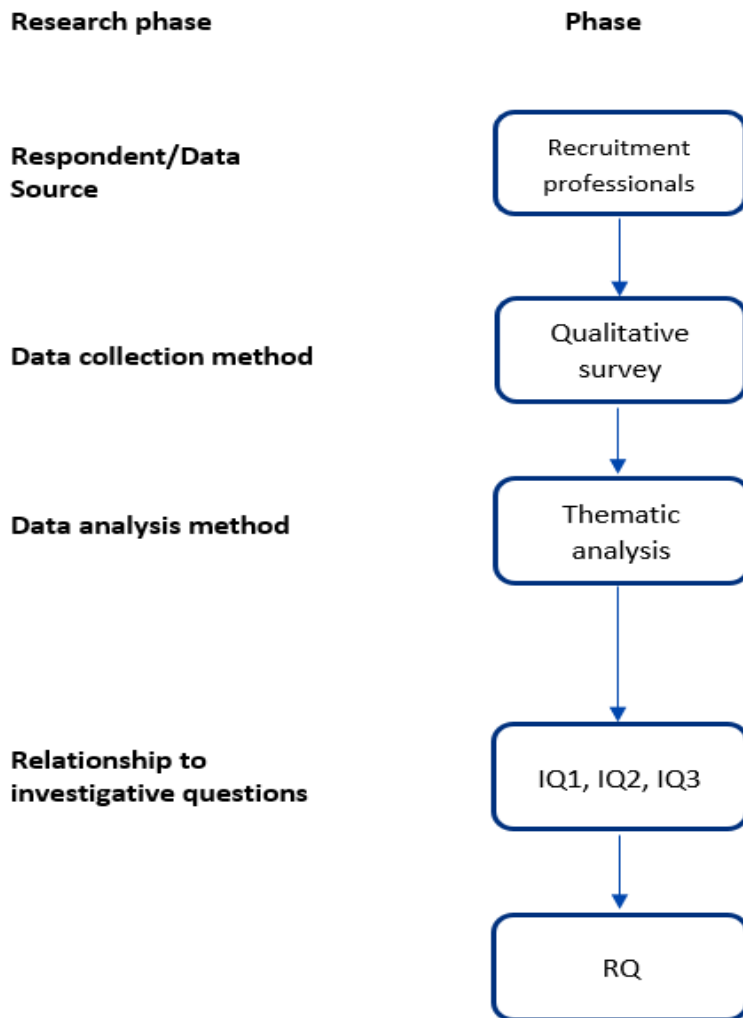 Research phase
Phase
Respondent/Data
Source
Recruitment
professionals
Data collection method
Qualitative
survey
Data analysis method
Thematic
analysis
Relationship to
investigative questions
IQ1, IQ2, IQ3
RQ